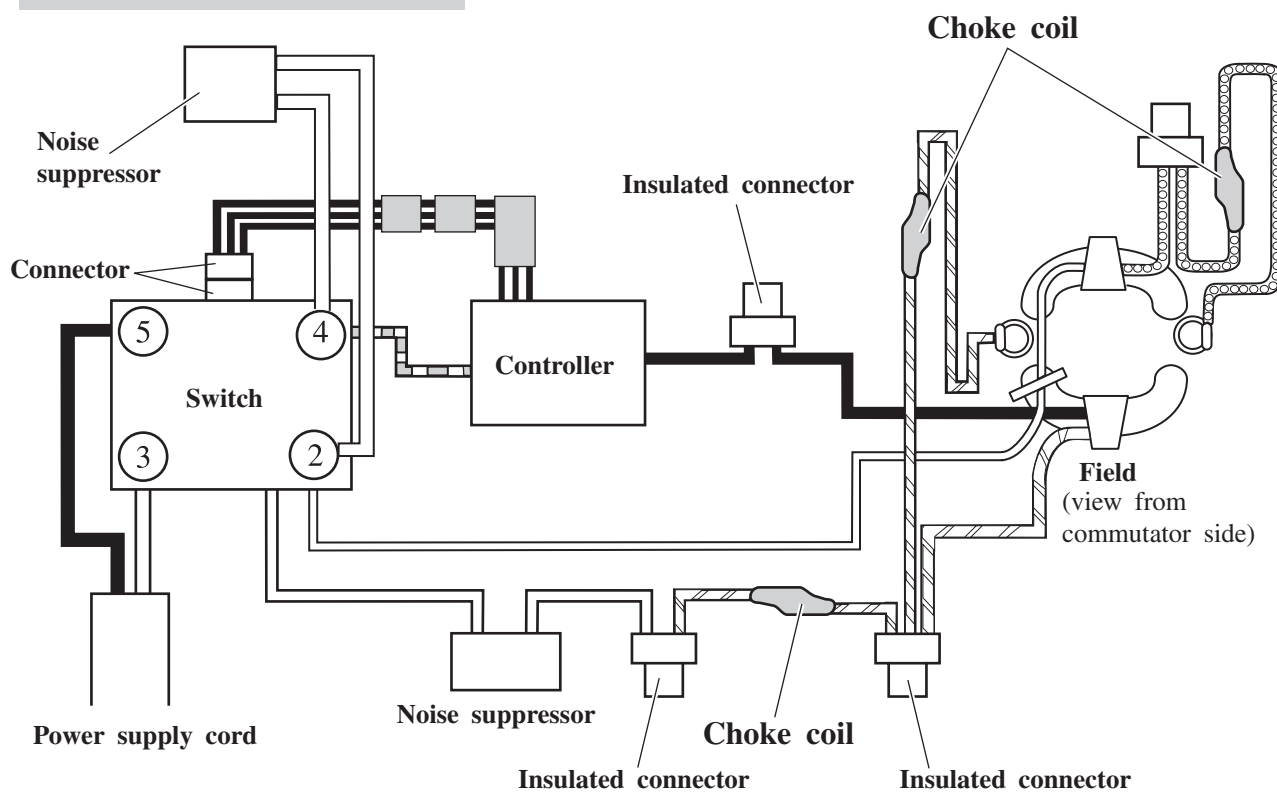 Choke coil
Noise
suppressor
Insulated connector
Connector
5
4
Controller
Switch
3
2
Field
(view from
commutator side)
Noise suppressor
Power supply cord
Choke coil
Insulated connector
Insulated connector